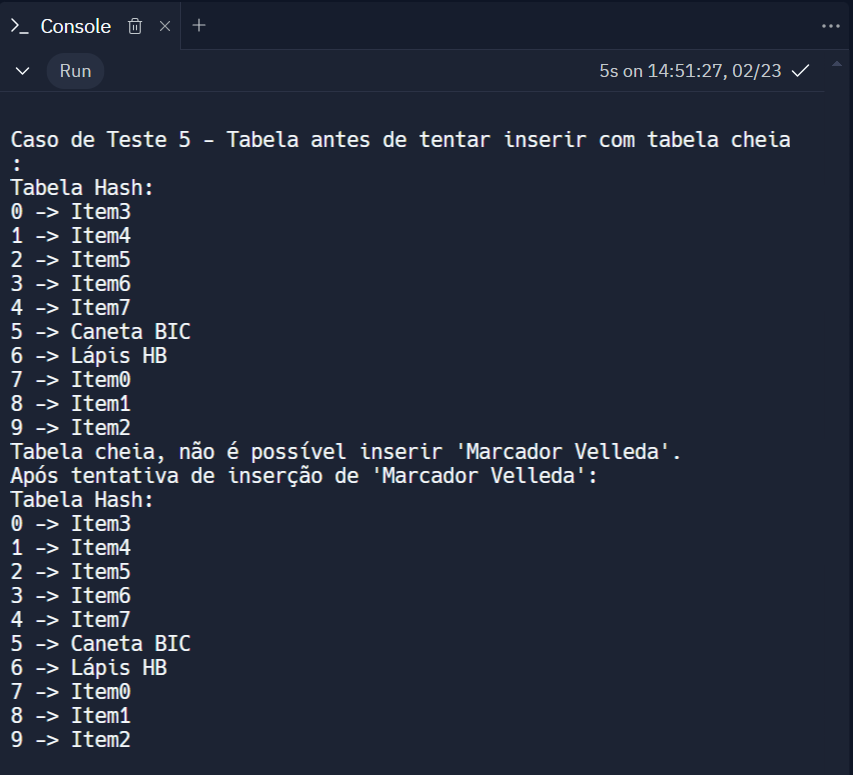 Console
Run
5s on 14:51:27, 02/23
Caso de Teste 5 - Tabela antes de tentar inserir com tabela cheia
:
Tabela Hash:
0 -> Item3
1 -> Item4
2 -> Item5
3 -> Item6
4 -> Item7
5 -> Caneta BIC
6 -> Lápis HB
7 -> Item0
8 -> Item1
9 -> Item2
Tabela cheia, não é possível inserir 'Marcador Velleda'.
Após tentativa de inserção de 'Marcador Velleda':
Tabela Hash:
0 -> Item3
1 -> Item4
2 -> Item5
3 -> Item6
4 -> Item7
5 -> Caneta BIC
6 -> Lápis HB
7 -> Item0
8 -> Item1
9 -> Item2